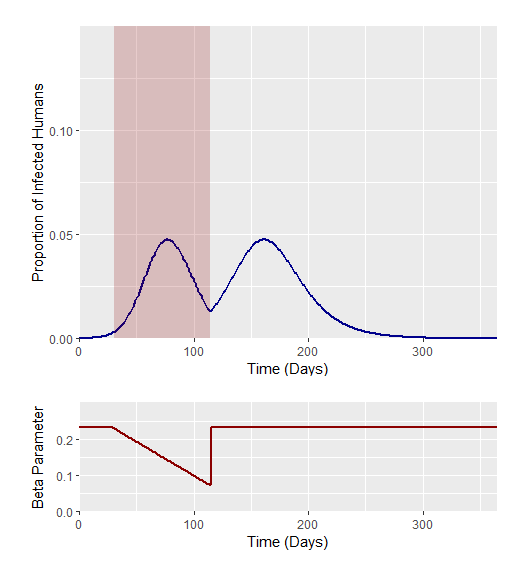 Proportion of Infected Humans
0.10
0.05
0.00
0 100 200 300
Time (Days)
Beta Parameter
0.2
0.1
0.0
0 100 200 300
Time (Days)